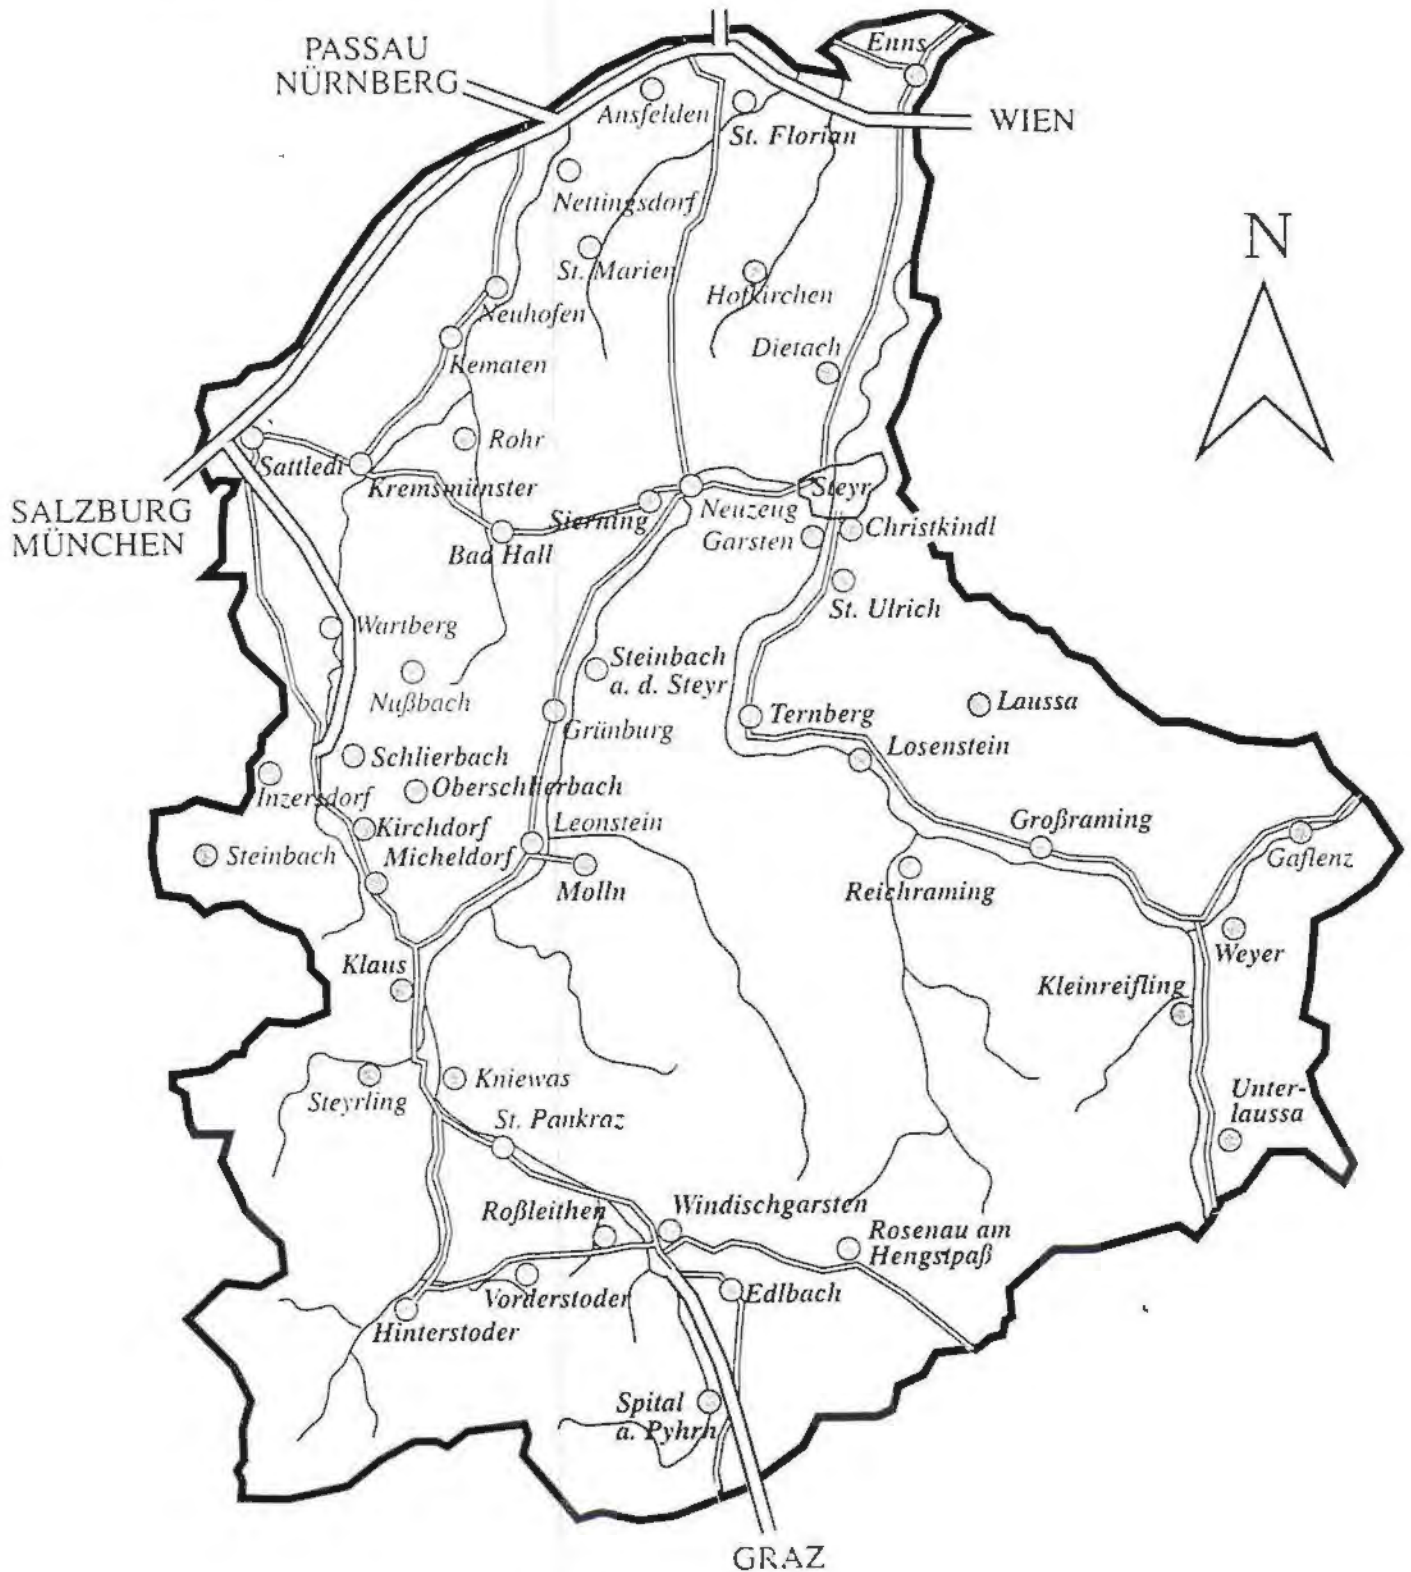 PASSAU
NÜRNBERG
Enns
WIEN
Ansfelden
St. Florian
Nettingsdorf
St. Marien
Hofkirchen
N
Neuhofen
Kematen
Dietach
Rohr
Sattledt
Kremsmünster
SALZBURG
MÜNCHEN
Sierning
Neuzeug
Steyr
Bad Hall
Garsten
Christkindl
St. Ulrich
Wartberg
Nußbach
Steinbach
a. d. Steyr
Grünburg
Ternberg
Laussa
Losenstein
Schlierbach
Oberschlierbach
Inzersdorf
Kirchdorf
Micheldorf
Leonstein
Steinbach
Molln
Großraming
Gaflenz
Reichraming
Weyer
Klaus
Kleinreifling
Steyrling
Kniewas
St. Pankraz
Unter-
laussa
Roßleithen
Windischgarsten
Rosenau am
Hengstpaß
Vorderstoder
Edlbach
Hinterstoder
Spital
a. Pyhrn
GRAZ